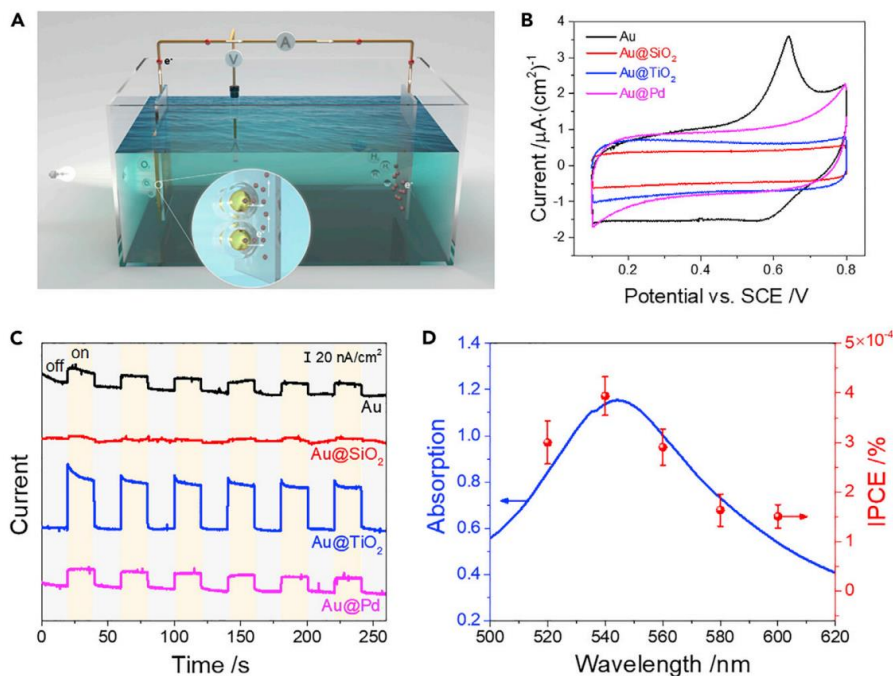 A
e-
V
A
B
Current /μA·(cm²)⁻¹
4
3
2
1
0
-1
-2
Au
Au@SiO₂
Au@TiO₂
Au@Pd
0.2 0.4 0.6 0.8
Potential vs. SCE /V
C
Current
off
on
I 20 nA/cm²
Au
Au@SiO₂
Au@TiO₂
Au@Pd
0 50 100 150 200 250
Time /s
D
Absorption
1.4
1.2
1.0
0.8
0.6
0.4
0.2
5×10⁻⁴
4
3
2
1
0
IPCE /%
500 520 540 560 580 600 620
Wavelength /nm